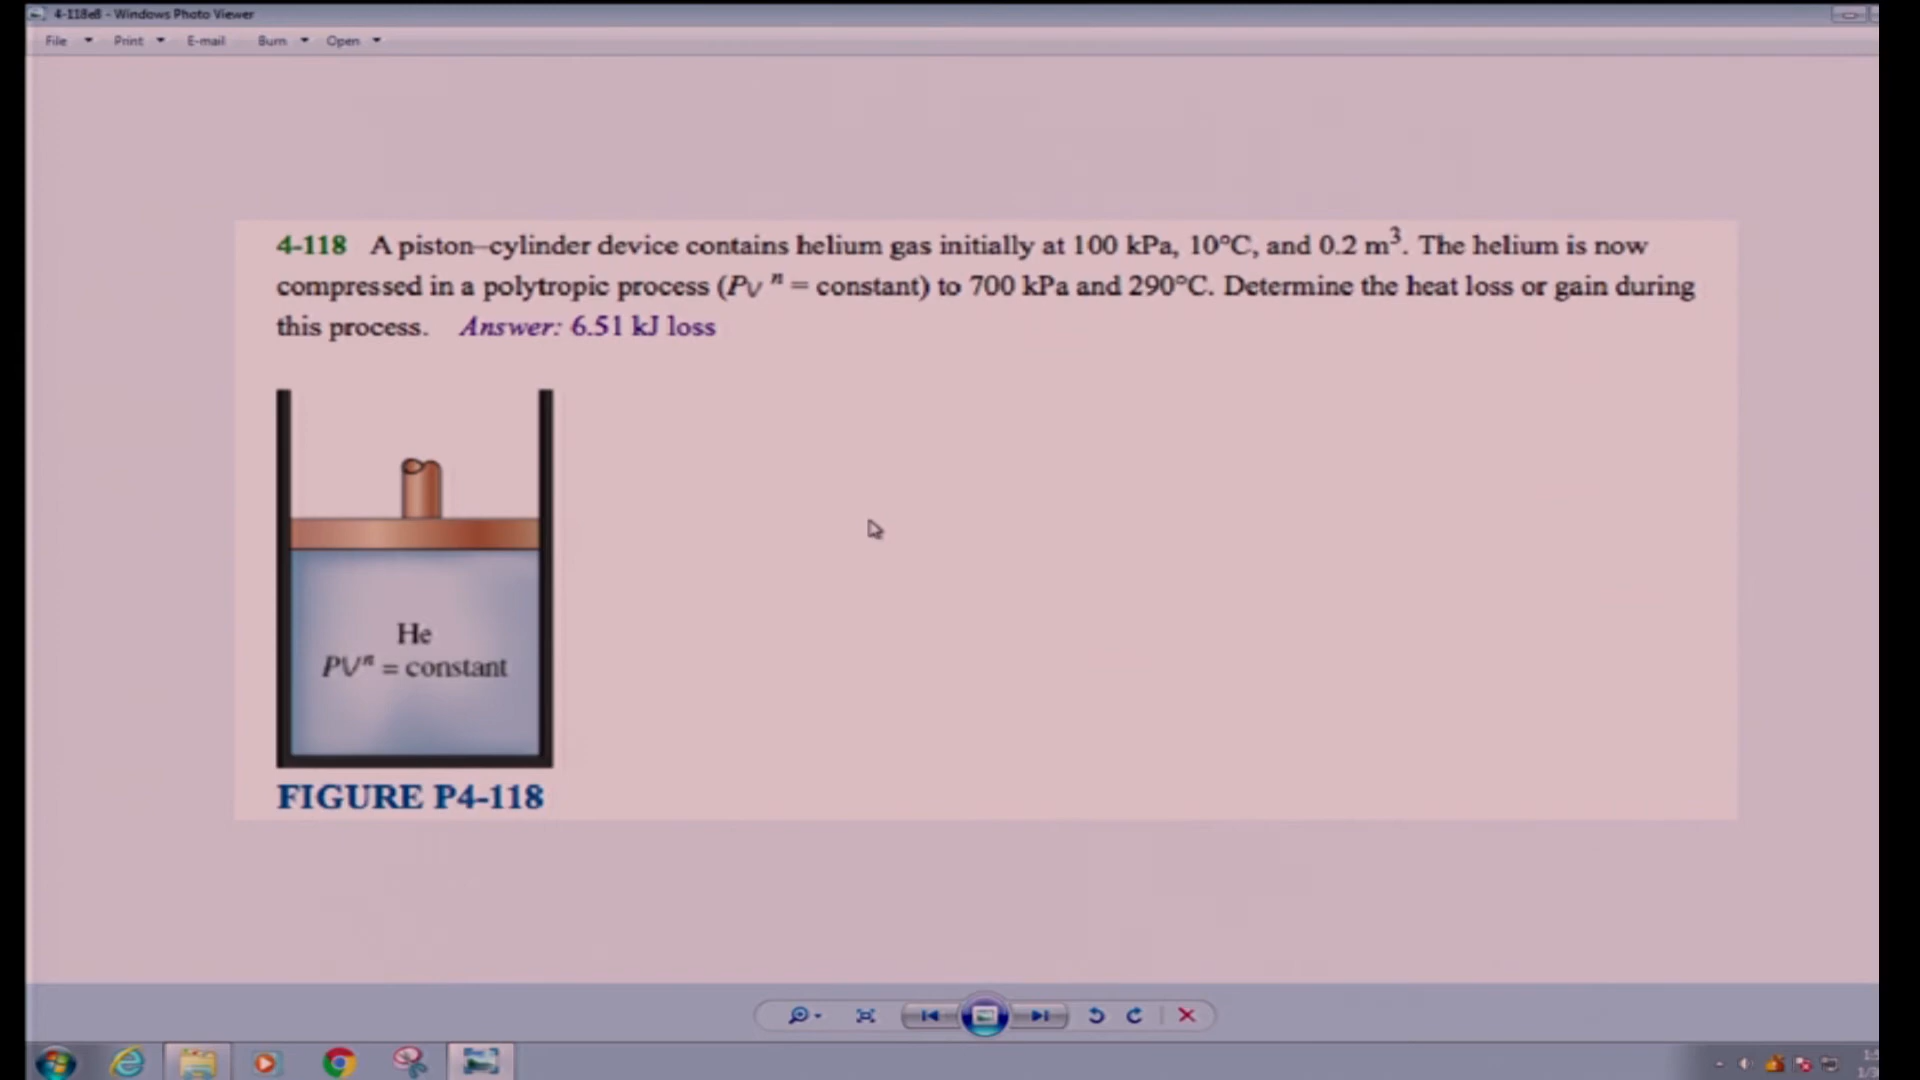 4-118e8 - Windows Photo Viewer
File Print E-mail Burn Open
4-118 A piston–cylinder device contains helium gas initially at 100 kPa, 10°C, and 0.2 m³. The helium is now
compressed in a polytropic process (PVⁿ = constant) to 700 kPa and 290°C. Determine the heat loss or gain during
this process. Answer: 6.51 kJ loss
He
PVⁿ = constant
FIGURE P4-118